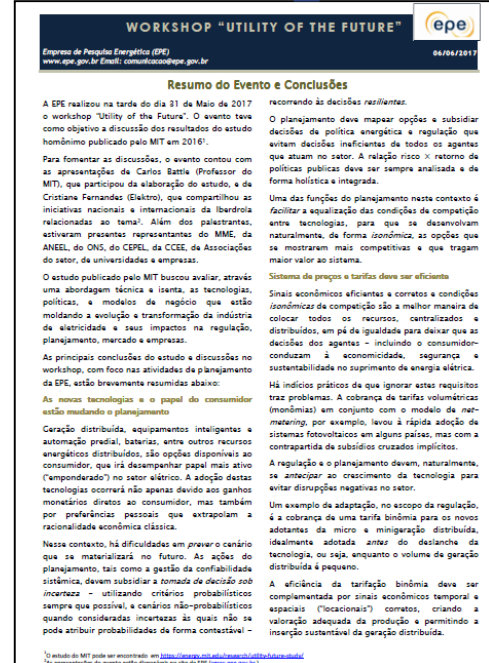 WORKSHOP “UTILITY OF THE FUTURE”
epe
Empresa de Pesquisa Energética (EPE)
www.epe.gov.br Email: comunicacao@epe.gov.br
06/06/2017
Resumo do Evento e Conclusões
A EPE realizou na tarde do dia 31 de Maio de 2017
o workshop "Utility of the Future". O evento teve
como objetivo a discussão dos resultados do estudo
homônimo publicado pelo MIT em 2016¹.
Para fomentar as discussões, o evento contou com
as apresentações de Carlos Battle (Professor do
MIT), que participou da elaboração do estudo, e de
Cristiane Fernandes (Elektro), que compartilhou as
iniciativas nacionais e internacionais da Iberdrola
relacionadas ao tema². Além dos palestrantes,
estiveram presentes representantes do MME, da
ANEEL, do ONS, do CEPEL, da CCEE, de Associações
do setor, de universidades e empresas.
O estudo publicado pelo MIT buscou avaliar, através
uma abordagem técnica e isenta, as tecnologias,
políticas, e modelos de negócio que estão
moldando a evolução e transformação da indústria
de eletricidade e seus impactos na regulação,
planejamento, mercado e empresas.
As principais conclusões do estudo e discussões no
workshop, com foco nas atividades de planejamento
da EPE, estão brevemente resumidas abaixo:
As novas tecnologias e o papel do consumidor
estão mudando o planejamento
Geração distribuída, equipamentos inteligentes e
automação predial, baterias, entre outros recursos
energéticos distribuídos, são opções disponíveis ao
consumidor, que irá desempenhar papel mais ativo
("emponderado") no setor elétrico. A adoção destas
tecnologias ocorrerá não apenas devido aos ganhos
monetários diretos ao consumidor, mas também
por preferências pessoais que extrapolam a
racionalidade econômica clássica.
Nesse contexto, há dificuldades em prever o cenário
que se materializará no futuro. As ações do
planejamento, tais como a gestão da confiabilidade
sistêmica, devem subsidiar a tomada de decisão sob
incerteza – utilizando critérios probabilísticos
sempre que possível, e cenários não-probabilísticos
quando consideradas incertezas às quais não se
pode atribuir probabilidades de forma contestável –
recorrendo às decisões resilientes.
O planejamento deve mapear opções e subsidiar
decisões de política energética e regulação que
evitem decisões ineficientes de todos os agentes
que atuam no setor. A relação risco × retorno de
políticas publicas deve ser sempre analisada e de
forma holística e integrada.
Uma das funções do planejamento neste contexto é
facilitar a equalização das condições de competição
entre tecnologias, para que se desenvolvam
naturalmente, de forma isonômica, as opções que
se mostrarem mais competitivas e que tragam
maior valor ao sistema.
Sistema de preços e tarifas deve ser eficiente
Sinais econômicos eficientes e corretos e condições
isonômicas de competição são a melhor maneira de
colocar todos os recursos, centralizados e
distribuídos, em pé de igualdade para deixar que as
decisões dos agentes – incluindo o consumidor-
conduzam à economicidade, segurança e
sustentabilidade no suprimento de energia elétrica.
Há indícios práticos de que ignorar estes requisitos
traz problemas. A cobrança de tarifas volumétricas
(monômias) em conjunto com o modelo de net-
metering, por exemplo, levou à rápida adoção de
sistemas fotovoltaicos em alguns países, mas com a
contrapartida de subsídios cruzados implícitos.
A regulação e o planejamento devem, naturalmente,
se antecipar ao crescimento da tecnologia para
evitar disrupções negativas no setor.
Um exemplo de adaptação, no escopo da regulação,
é a cobrança de uma tarifa binômia para os novos
adotantes da micro e minigeração distribuída,
idealmente adotada antes do deslanche da
tecnologia, ou seja, enquanto o volume de geração
distribuída é pequeno.
A eficiência da tarifação binômia deve ser
complementada por sinais econômicos temporal e
espaciais ("locacionais") corretos, criando a
valoração adequada da produção e permitindo a
inserção sustentável da geração distribuída.
¹O estudo do MIT pode ser encontrado em https://energy.mit.edu/research/utility-future-study/
²As apresentações do evento estão disponíveis no site da EPE (www.epe.gov.br)